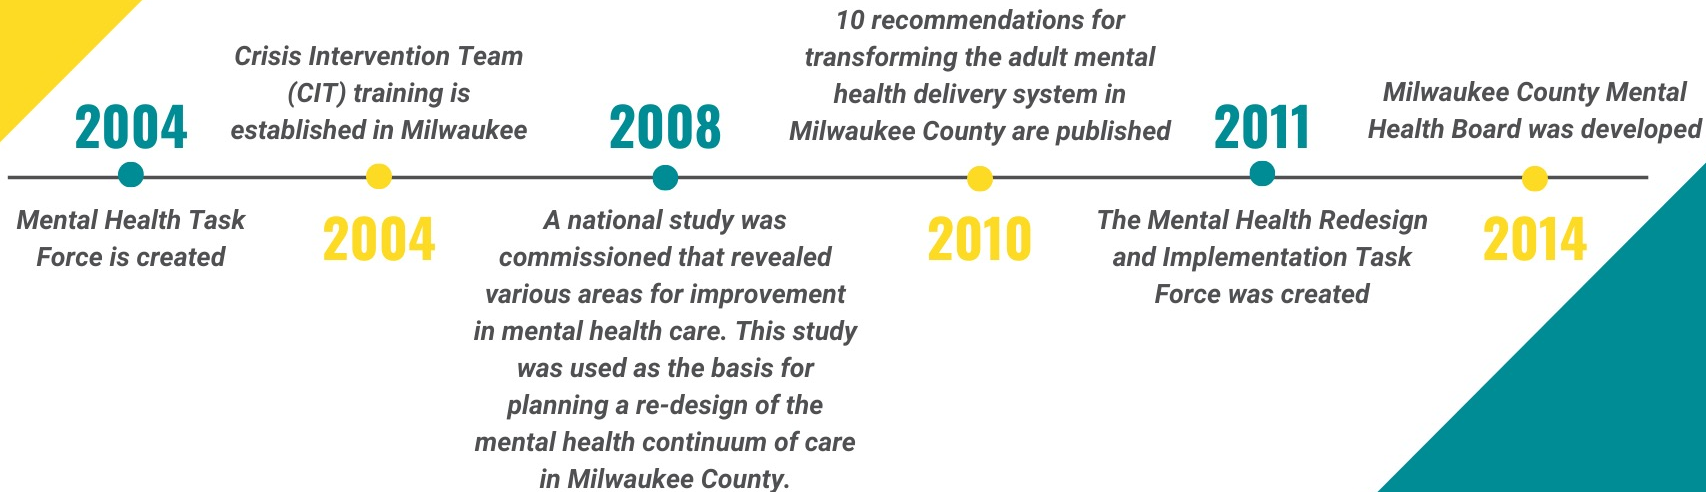 2004
Mental Health Task
Force is created
Crisis Intervention Team
(CIT) training is
established in Milwaukee
2004
2008
A national study was
commissioned that revealed
various areas for improvement
in mental health care. This study
was used as the basis for
planning a re-design of the
mental health continuum of care
in Milwaukee County.
10 recommendations for
transforming the adult mental
health delivery system in
Milwaukee County are published
2010
2011
The Mental Health Redesign
and Implementation Task
Force was created
Milwaukee County Mental
Health Board was developed
2014